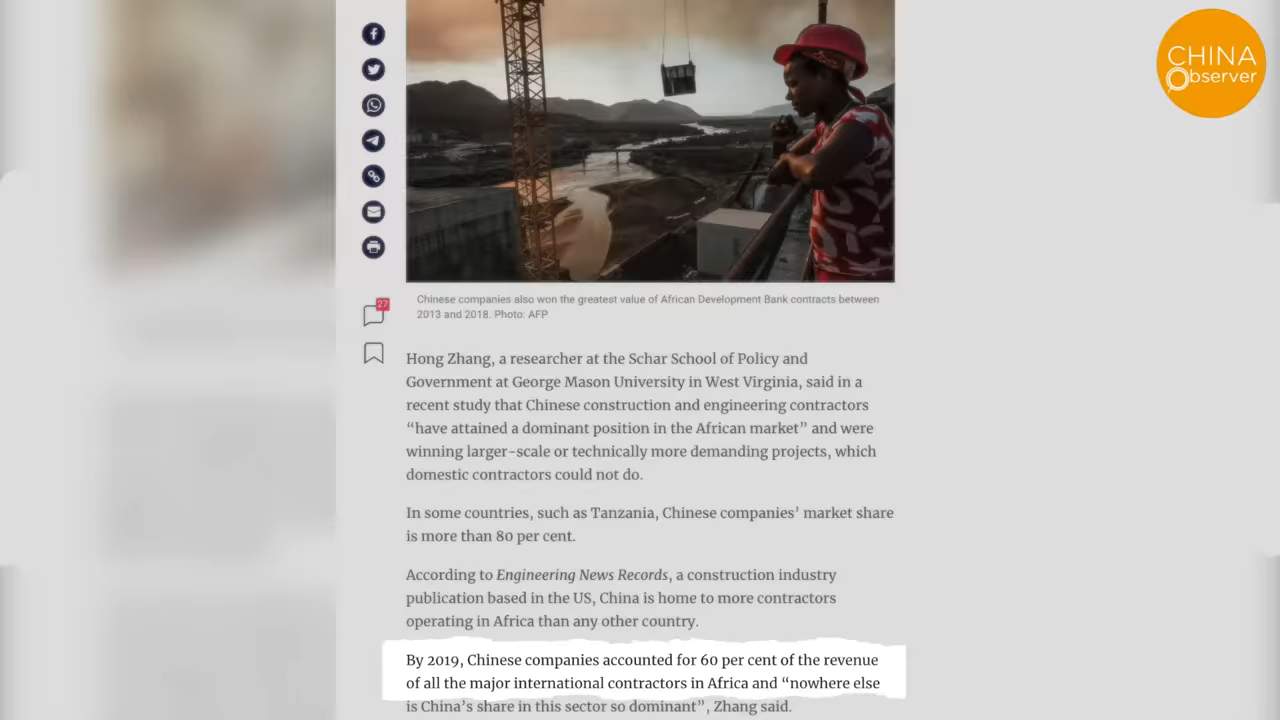 CHINA
Observer
27
Chinese companies also won the greatest value of African Development Bank contracts between
2013 and 2018. Photo: AFP
Hong Zhang, a researcher at the Schar School of Policy and
Government at George Mason University in West Virginia, said in a
recent study that Chinese construction and engineering contractors
“have attained a dominant position in the African market” and were
winning larger-scale or technically more demanding projects, which
domestic contractors could not do.
In some countries, such as Tanzania, Chinese companies’ market share
is more than 80 per cent.
According to Engineering News Records, a construction industry
publication based in the US, China is home to more contractors
operating in Africa than any other country.
By 2019, Chinese companies accounted for 60 per cent of the revenue
of all the major international contractors in Africa and “nowhere else
is China’s share in this sector so dominant”, Zhang said.